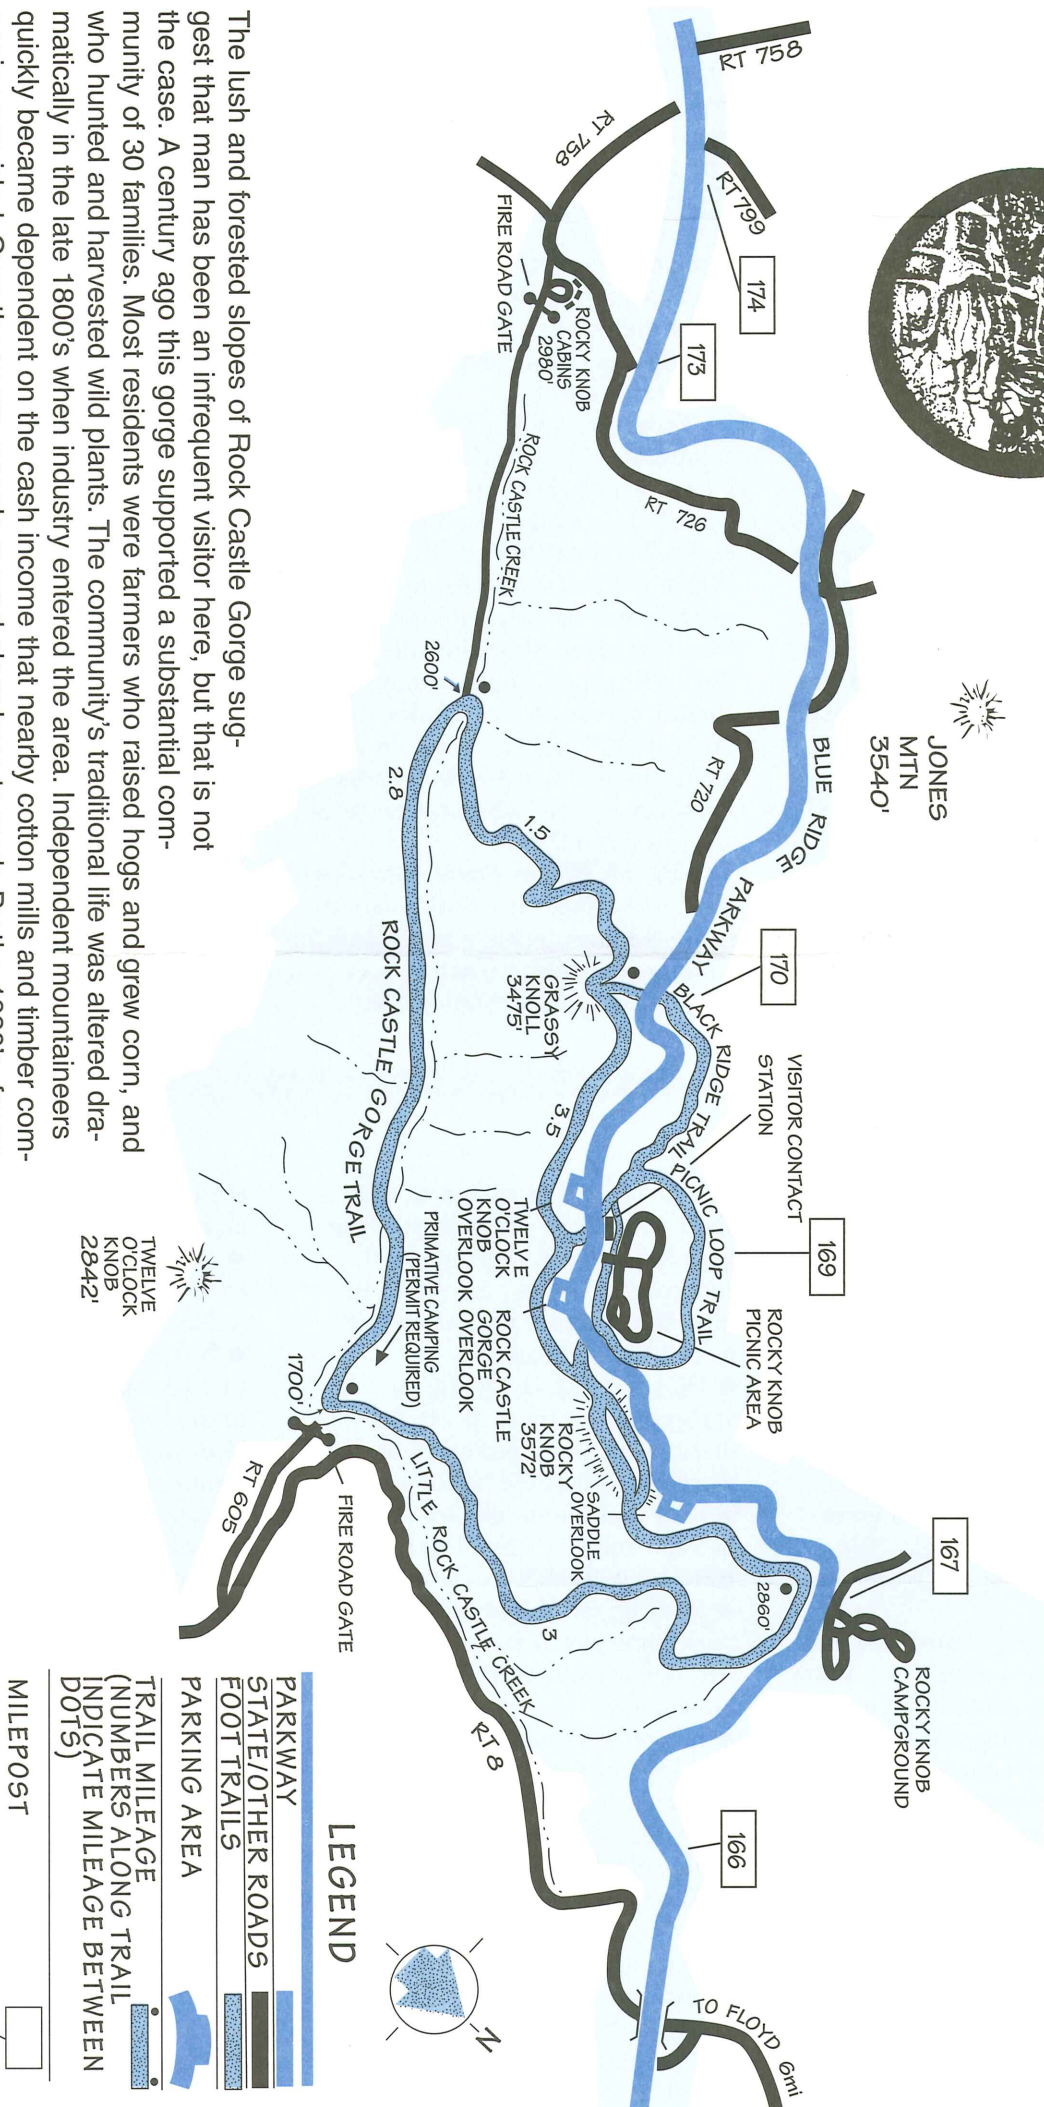 RT 758
RT 799
RT 758
174
173
FIRE ROAD GATE
ROCKY KNOB
CABINS
2980'
ROCK CASTLE CREEK
RT 726
2600'
JONES
MTN
3540'
BLUE RIDGE PARKWAY
RT 720
2.8
1.5
170
GRASSY
KNOLL
3475'
BLACK RIDGE TRAIL
VISITOR CONTACT
STATION
ROCK CASTLE GORGE TRAIL
3.5
PICNIC LOOP TRAIL
169
TWELVE
O'CLOCK
KNOB
OVERLOOK
ROCK CASTLE
GORGE
OVERLOOK
ROCKY KNOB
PICNIC AREA
PRIMATIVE CAMPING
(PERMIT REQUIRED)
TWELVE
O'CLOCK
KNOB
2842'
1700'
ROCKY
KNOB
3572'
SADDLE
OVERLOOK
167
2860'
ROCKY KNOB
CAMPGROUND
RT 605
FIRE ROAD GATE
LITTLE ROCK CASTLE CREEK
3
RT 8
166
TO FLOYD 6mi
N
LEGEND
PARKWAY
STATE/OTHER ROADS
FOOT TRAILS
PARKING AREA
TRAIL MILEAGE
(NUMBERS ALONG TRAIL
INDICATE MILEAGE BETWEEN
DOTS)
MILEPOST
The lush and forested slopes of Rock Castle Gorge sug-
gest that man has been an infrequent visitor here, but that is not
the case. A century ago this gorge supported a substantial com-
munity of 30 families. Most residents were farmers who raised hogs and grew corn, and
who hunted and harvested wild plants. The community's traditional life was altered dra-
matically in the late 1800's when industry entered the area. Independent mountaineers
quickly became dependent on the cash income that nearby cotton mills and timber com-